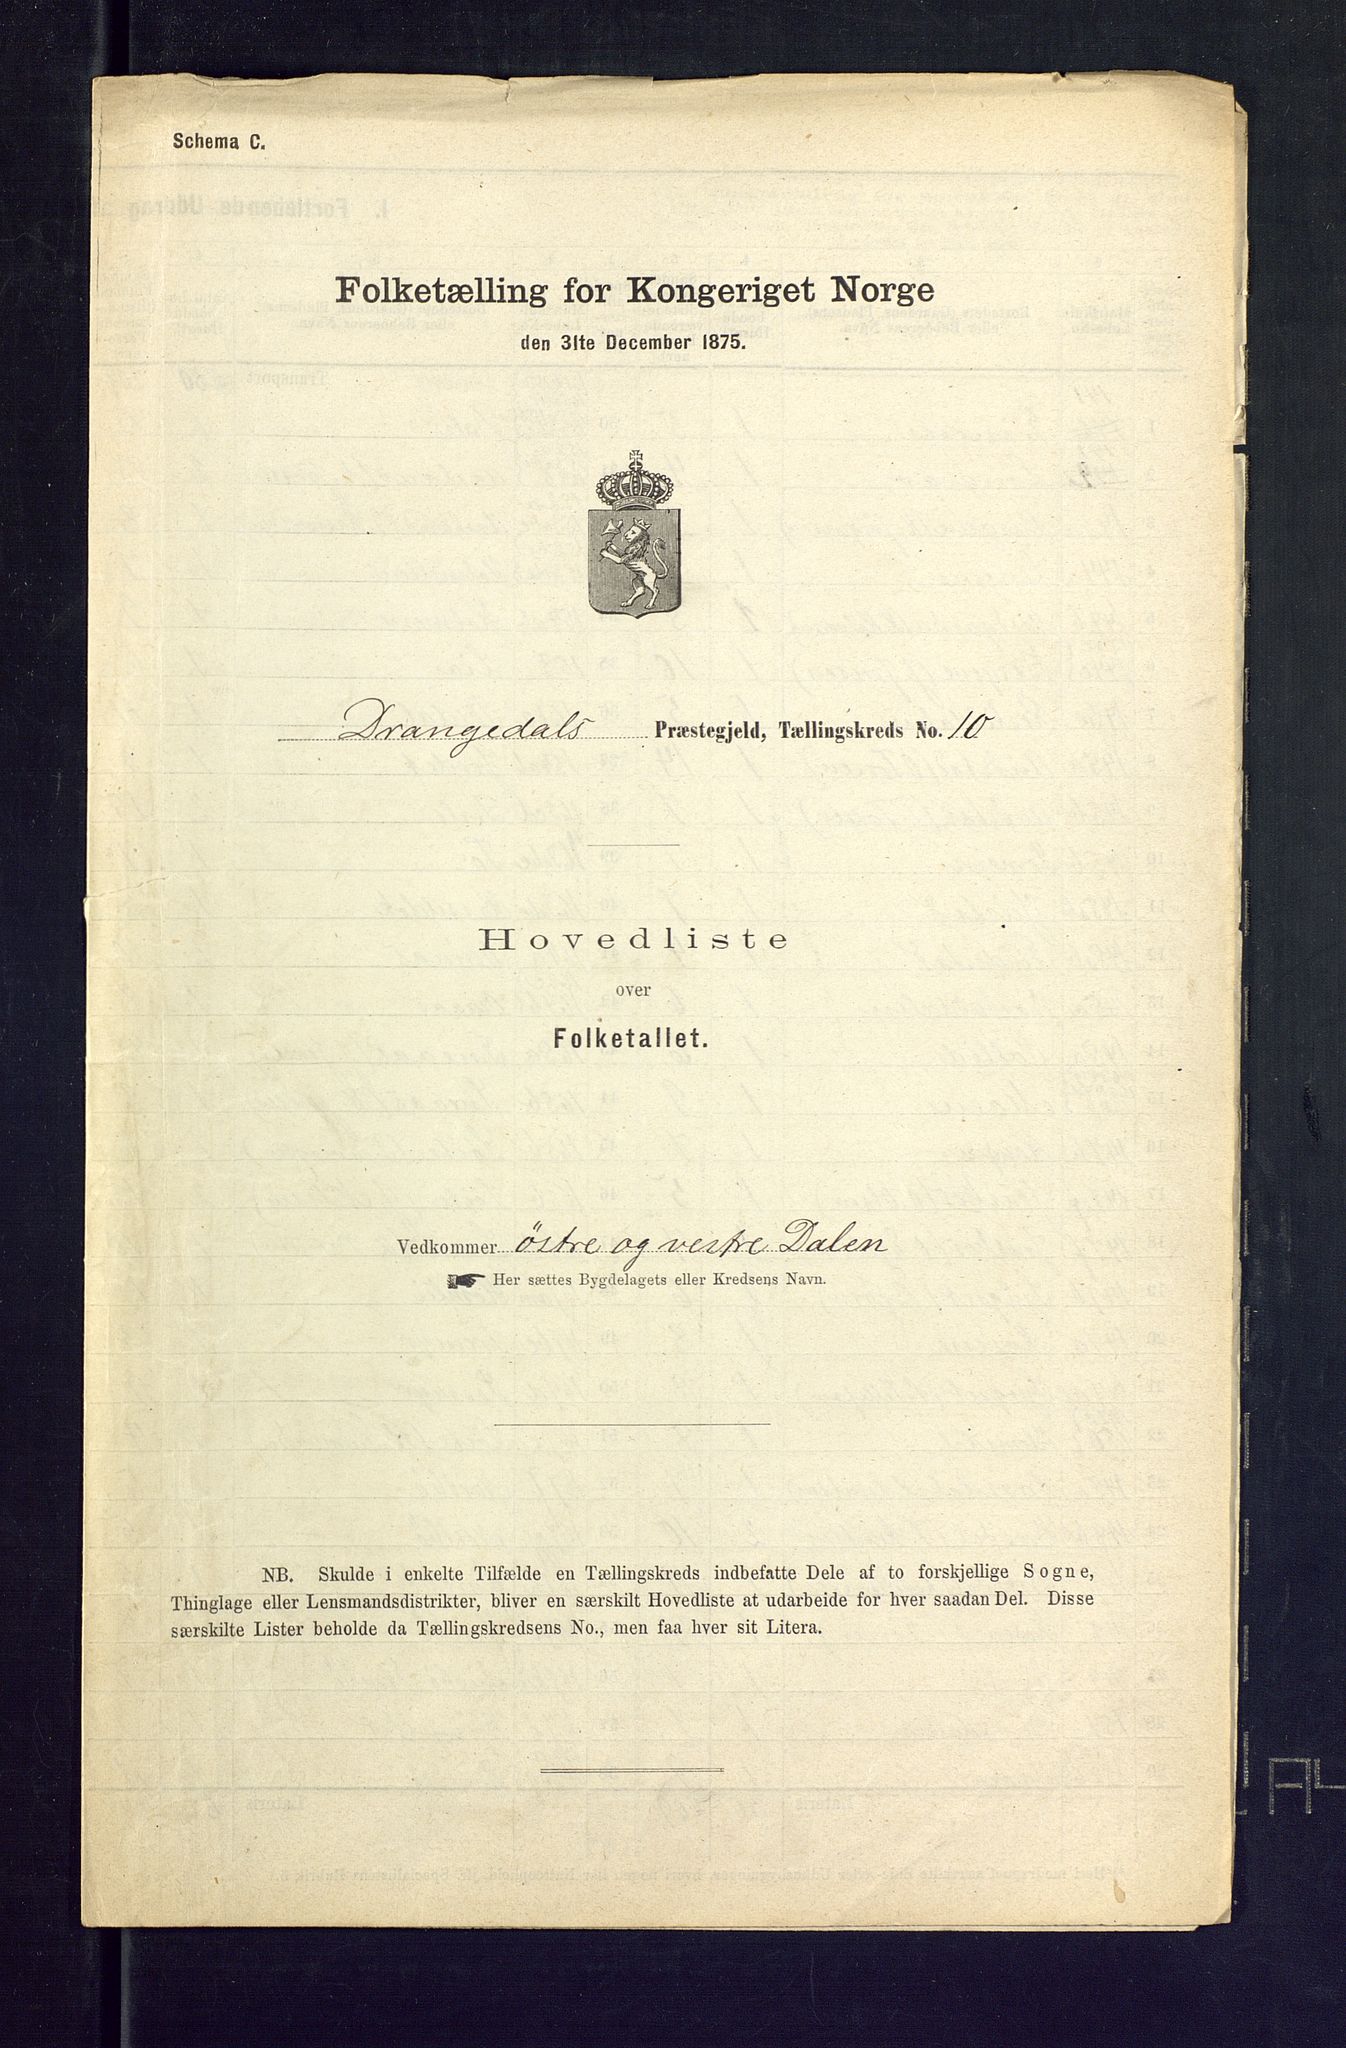 Schema C.
Folketælling for Kongeriget Norge
den 31te December 1875.
Drangedals Præstegjeld, Tællingskreds No. 10
Hovedliste
over
Folketallet.
Vedkommer östre og vestre Dalen
Her sættes Bygdelagets eller Kredsens Navn.
NB. Skulde i enkelte Tilfælde en Tællingskreds indbefatte Dele af to forskjellige Sogne,
Thinglage eller Lensmandsdistrikter, bliver en særskilt Hovedliste at udarbeide for hver saadan Del. Disse
særskilte Lister beholde da Tællingskredsens No., men faa hver sit Litera.